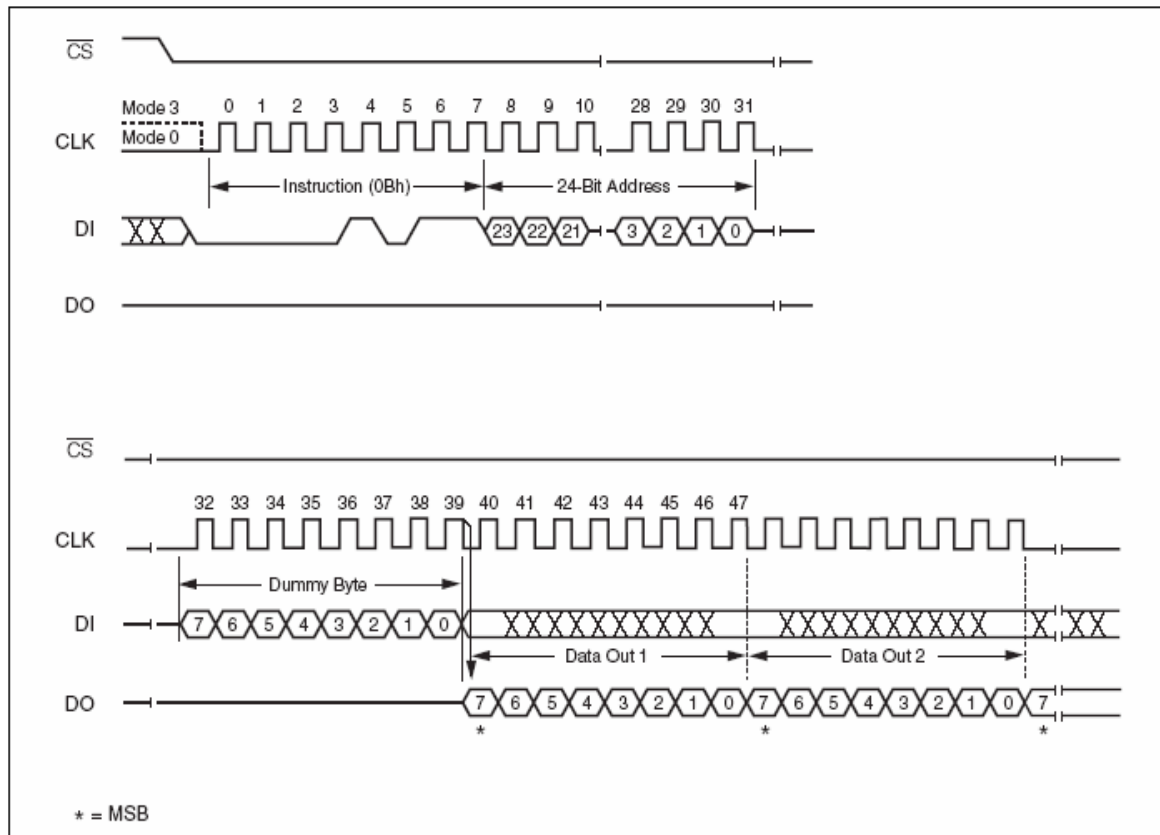 CS
Mode 3 0 1 2 3 4 5 6 7 8 9 10 28 29 30 31
CLK Mode 0
Instruction (0Bh) 24-Bit Address
DI 23 22 21 3 2 1 0
DO
CS
32 33 34 35 36 37 38 39 40 41 42 43 44 45 46 47
CLK
Dummy Byte
DI 7 6 5 4 3 2 1 0
Data Out 1 Data Out 2
DO 7 6 5 4 3 2 1 0 7 6 5 4 3 2 1 0 7
* * *
* = MSB